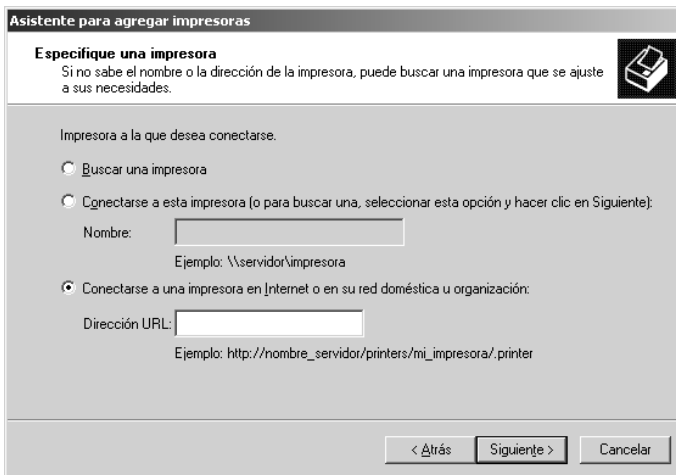 Asistente para agregar impresoras
Especifique una impresora
Si no sabe el nombre o la dirección de la impresora, puede buscar una impresora que se ajuste
a sus necesidades.
Impresora a la que desea conectarse.
Buscar una impresora
Conectarse a esta impresora (o para buscar una, seleccionar esta opción y hacer clic en Siguiente):
Nombre:
Ejemplo: \\servidor\impresora
Conectarse a una impresora en Internet o en su red doméstica u organización:
Dirección URL:
Ejemplo: http://nombre_servidor/printers/mi_impresora/.printer
< Atrás Siguiente > Cancelar